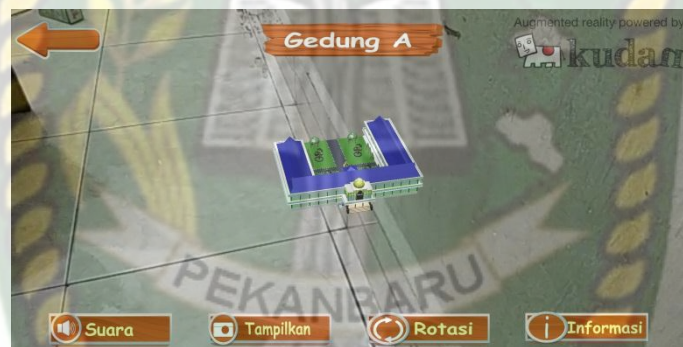 Augmented reality powered by
Gedung A
kudan
PEKANBARU
Suara
Tampilkan
Rotasi
Informasi